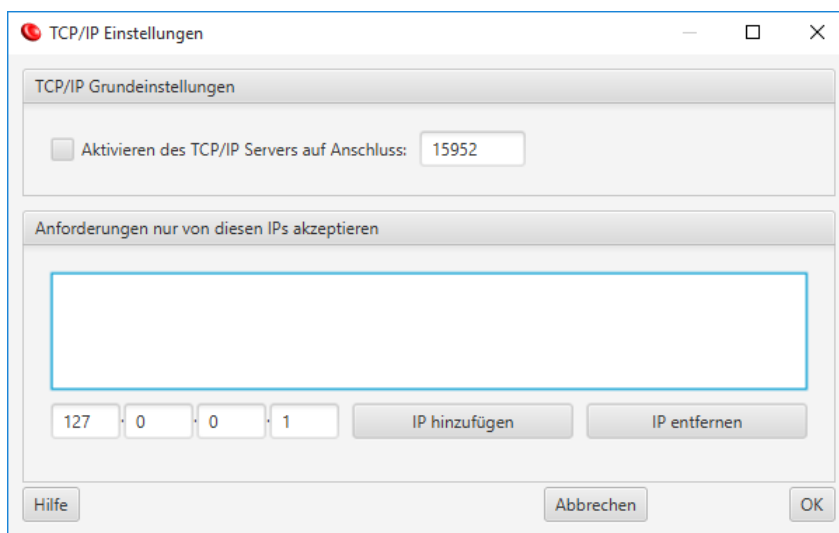 TCP/IP Einstellungen
TCP/IP Grundeinstellungen
Aktivieren des TCP/IP Servers auf Anschluss: 15952
Anforderungen nur von diesen IPs akzeptieren
127 . 0 . 0 . 1 IP hinzufügen IP entfernen
Hilfe Abbrechen OK